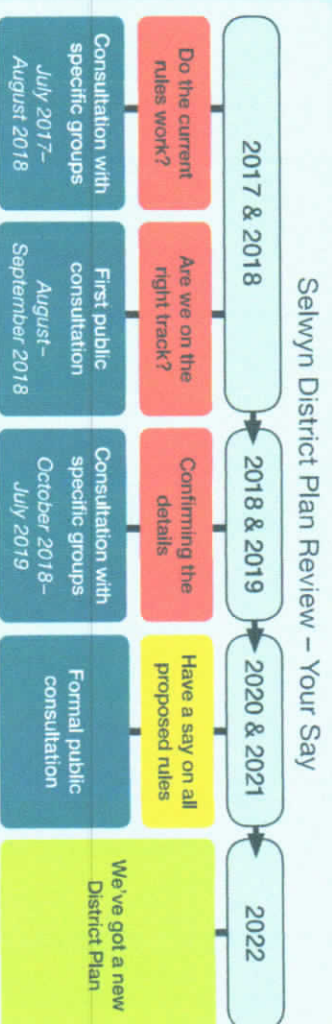 Selwyn District Plan Review – Your Say
2017 & 2018
2018 & 2019
2020 & 2021
2022
Do the current
rules work?
Are we on the
right track?
Confirming the
details
Have a say on all
proposed rules
We've got a new
District Plan
Consultation with
specific groups
July 2017–
August 2018
First public
consultation
August–
September 2018
Consultation with
specific groups
October 2018–
July 2019
Formal public
consultation